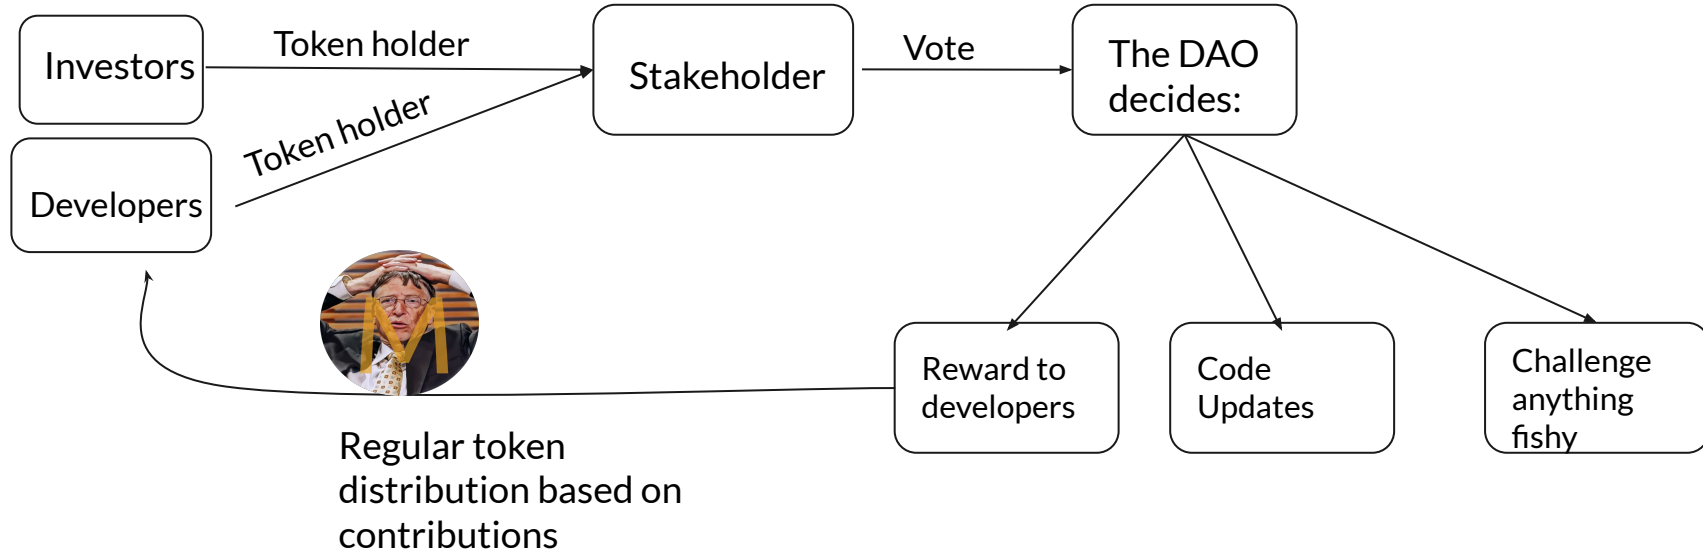 Investors
Token holder
Stakeholder
Vote
The DAO
decides:
Token holder
Developers
M
Reward to
developers
Code
Updates
Challenge
anything
fishy
Regular token
distribution based on
contributions